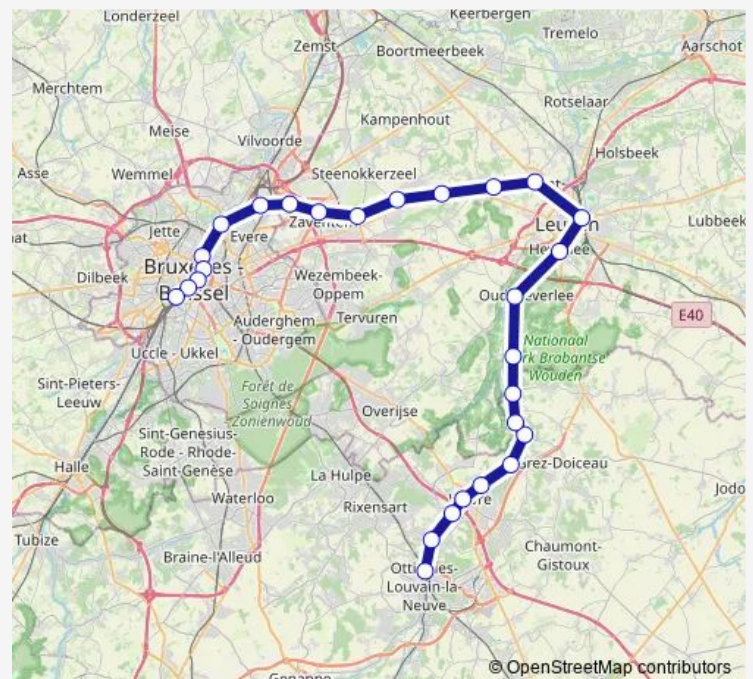 Londerzeel
Keerbergen
Zemst
Tremelo
Boortmeerbeek
Aarschot
Merchtem
Rotselaar
Kampenhout
Meise
Vilvoorde
Holsbeek
Asse
Wemmel
Steenokkerzeel
Lubbeek
Jette
Evere
Dilbeek
Wezembeek-
Oppem
E40
Auderghem
- Oudergem
Tervuren
Uccle - Ukkel
Nationaal
Brabantse
Wouden
Sint-Pieters-
Leeuw
Forêt de
Soignes
- Zoniënwoud
Overijse
Sint-Genesius-
Rode - Rhode-
Saint-Genèse
Halle
La Hulpe
Waterloo
Rixensart
Tubize
Braine-l'Alleud
Chaumont-
Gistoux
Louvain-la-
Neuve
© OpenStreetMap contributors